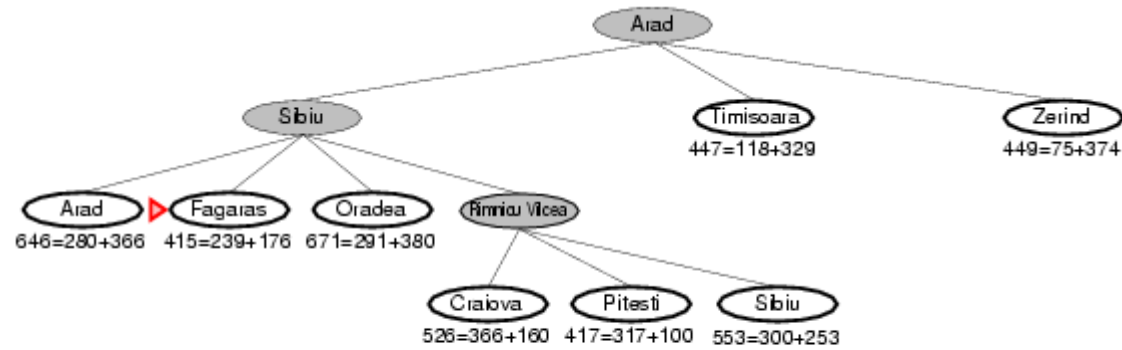 Arad
Sibiu
Timisoara
Zerind
447=118+329
449=75+374
Arad
Fagaras
Oradea
Rimnicu Vilcea
646=280+366
415=239+176
671=291+380
Craiova
Pitesti
Sibiu
526=366+160
417=317+100
553=300+253